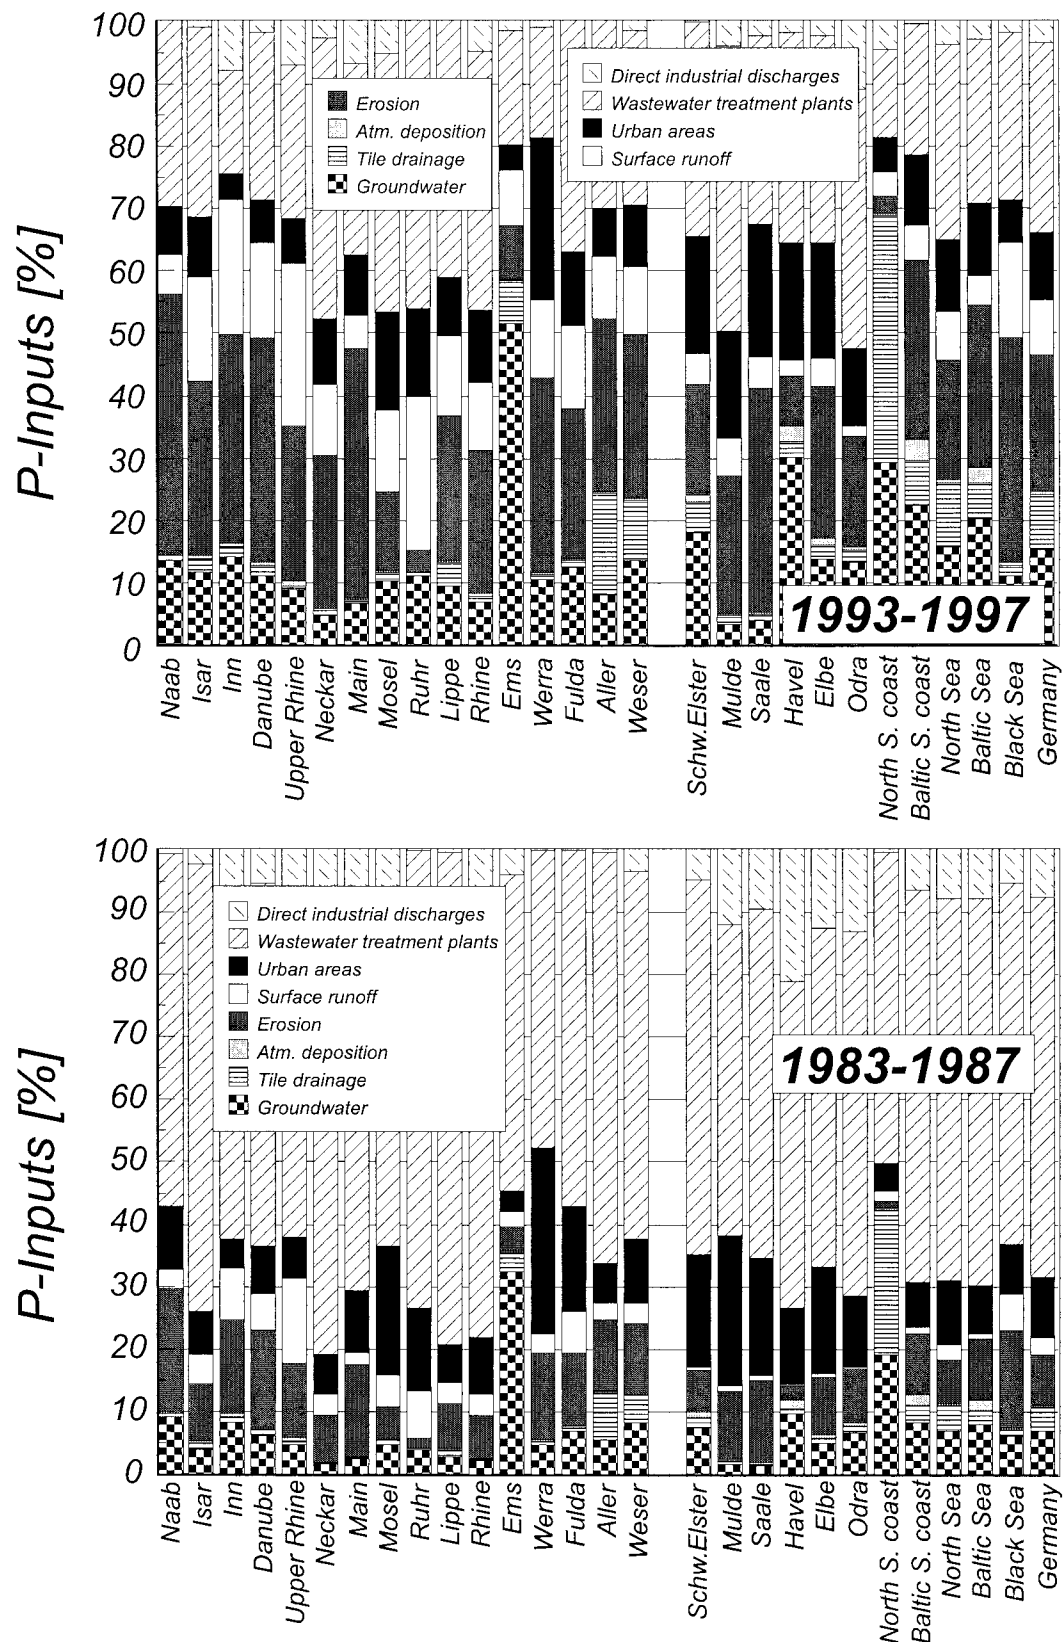 P-Inputs [%]
100
90
80
70
60
50
40
30
20
10
0
Erosion
Atm. deposition
Tile drainage
Groundwater
Direct industrial discharges
Wastewater treatment plants
Urban areas
Surface runoff
1993-1997
Naab
Isar
Inn
Danube
Upper Rhine
Neckar
Main
Mosel
Ruhr
Lippe
Rhine
Ems
Werra
Fulda
Aller
Weser
Schw.Elster
Mulde
Saale
Havel
Elbe
Odra
North S. coast
Baltic S. coast
North Sea
Baltic Sea
Black Sea
Germany
P-Inputs [%]
100
90
80
70
60
50
40
30
20
10
0
Direct industrial discharges
Wastewater treatment plants
Urban areas
Surface runoff
Erosion
Atm. deposition
Tile drainage
Groundwater
1983-1987
Naab
Isar
Inn
Danube
Upper Rhine
Neckar
Main
Mosel
Ruhr
Lippe
Rhine
Ems
Werra
Fulda
Aller
Weser
Schw.Elster
Mulde
Saale
Havel
Elbe
Odra
North S. coast
Baltic S. coast
North Sea
Baltic Sea
Black Sea
Germany